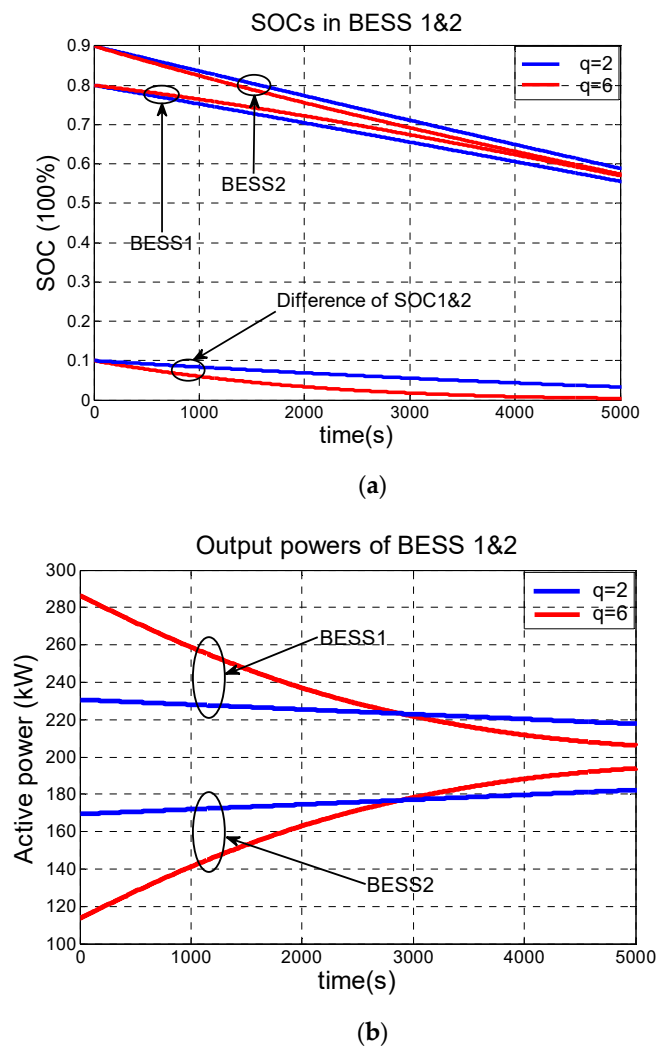 SOCs in BESS 1&2
SOC (100%)
0.9
0.8
0.7
0.6
0.5
0.4
0.3
0.2
0.1
0
q=2
q=6
BESS2
BESS1
Difference of SOC1&2
0 1000 2000 3000 4000 5000
time(s)
(a)
Output powers of BESS 1&2
Active power (kW)
300
280
260
240
220
200
180
160
140
120
100
q=2
q=6
BESS1
BESS2
0 1000 2000 3000 4000 5000
time(s)
(b)